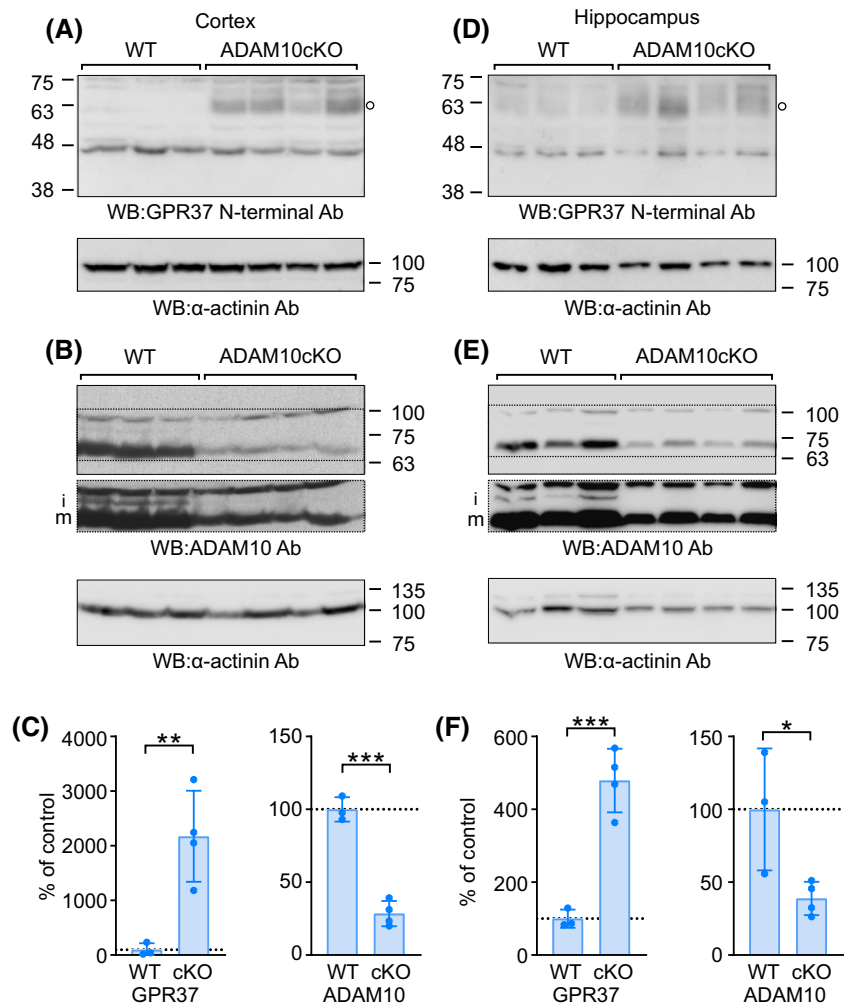 Cortex
(A)
WT ADAM10cKO
75
63
48
38
WB:GPR37 N-terminal Ab
100
75
WB:α-actinin Ab
(B)
WT ADAM10cKO
100
75
63
i
m
WB:ADAM10 Ab
135
100
75
WB:α-actinin Ab
(C)
% of control
4000
3000
2000
1000
0
**
WT cKO
GPR37
150
100
50
0
***
WT cKO
ADAM10
Hippocampus
(D)
WT ADAM10cKO
75
63
48
38
WB:GPR37 N-terminal Ab
100
75
WB:α-actinin Ab
(E)
WT ADAM10cKO
100
75
63
i
m
WB:ADAM10 Ab
135
100
75
WB:α-actinin Ab
(F)
% of control
600
400
200
0
***
WT cKO
GPR37
150
100
50
0
*
WT cKO
ADAM10